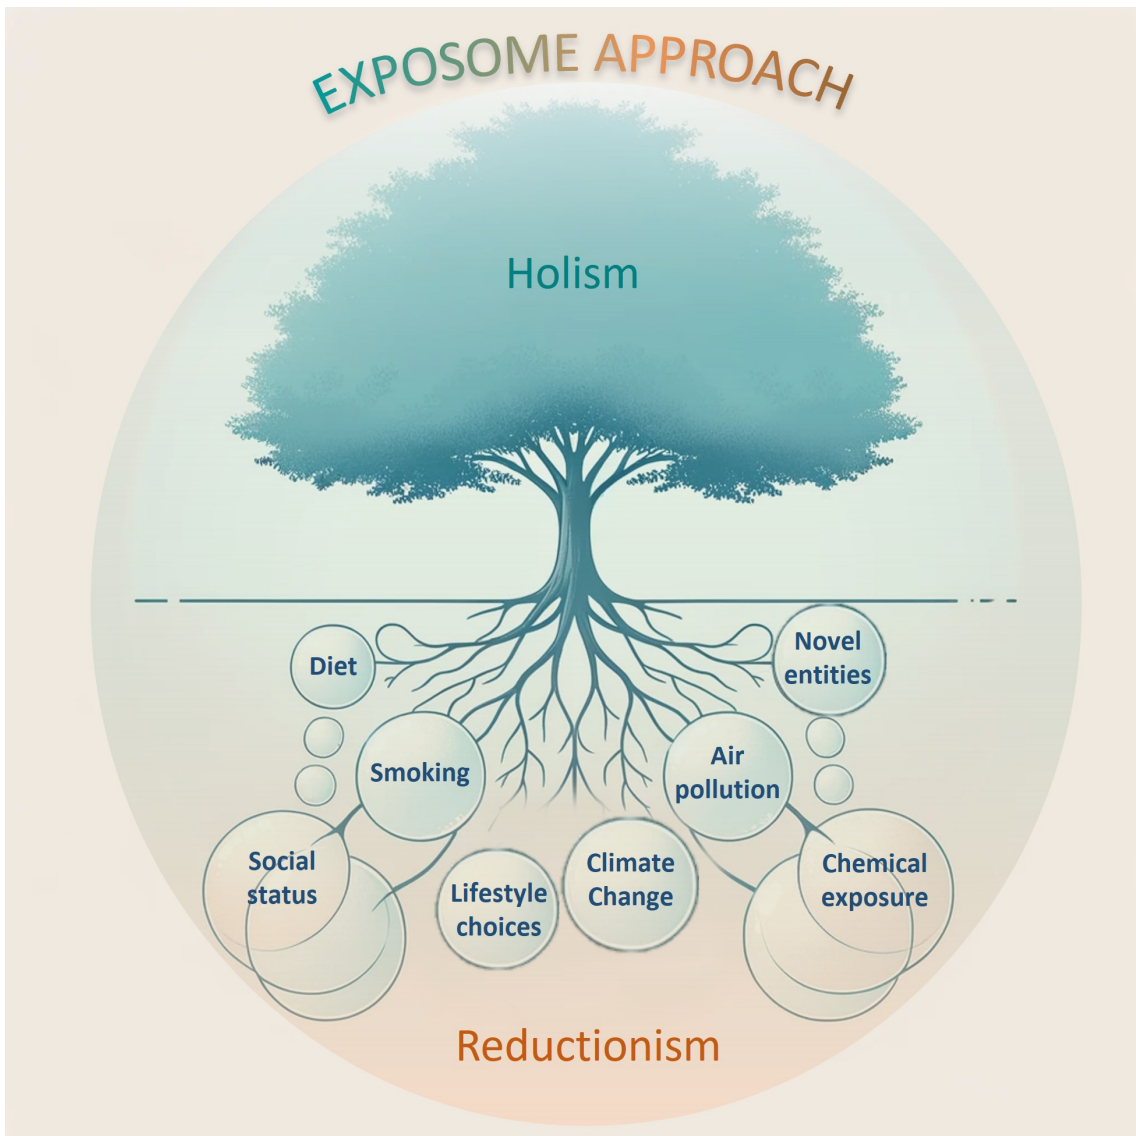 EXPOSOME APPROACH
Holism
Diet
Novel
entities
Smoking
Air
pollution
Social
status
Lifestyle
choices
Climate
Change
Chemical
exposure
Reductionism